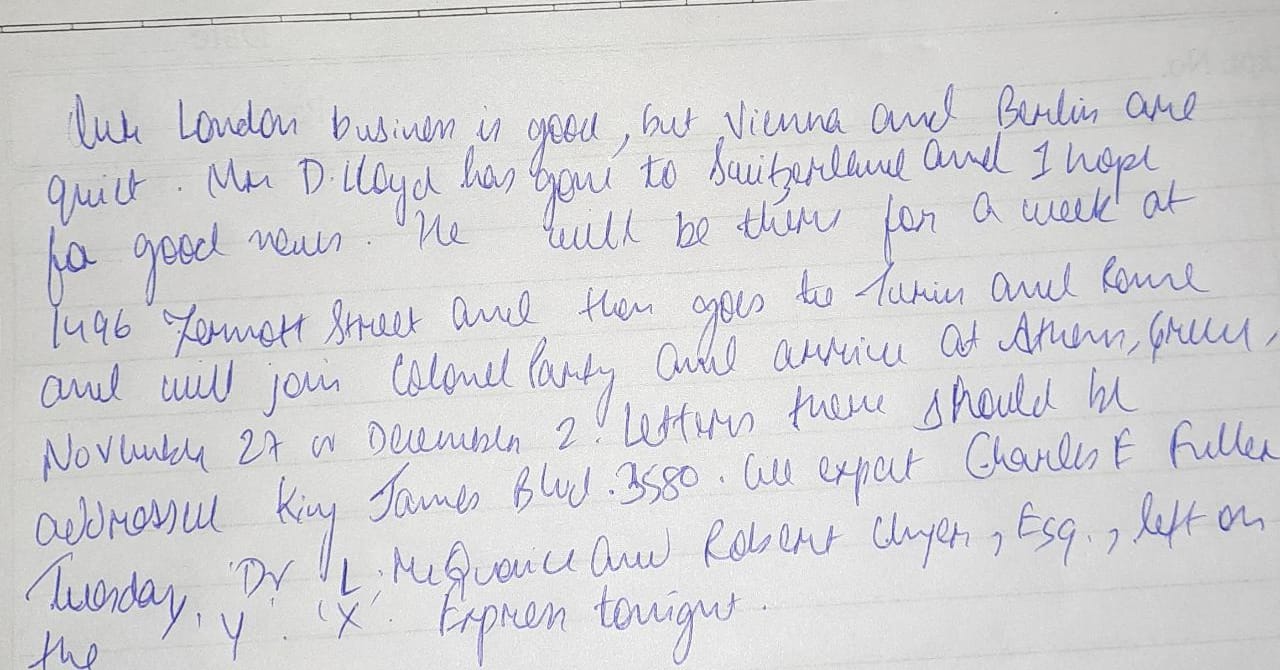 Our London business is good, but Vienna and Berlin are
quiet. Mr. D. Lloyd has gone to Switzerland and I hope
for good news. He will be there for a week at
1496 Zermott Street and then goes to Turin and Rome
and will join Colonel Parry and arrive at Athens, Greece,
November 27 or December 2. Letters there should be
addressed King James Blvd. 3580. We expect Charles E Fuller
Tuesday. Dr L. McQuaid and Robert Unger, Esq., left on
the 'Y. X' Express tonight.